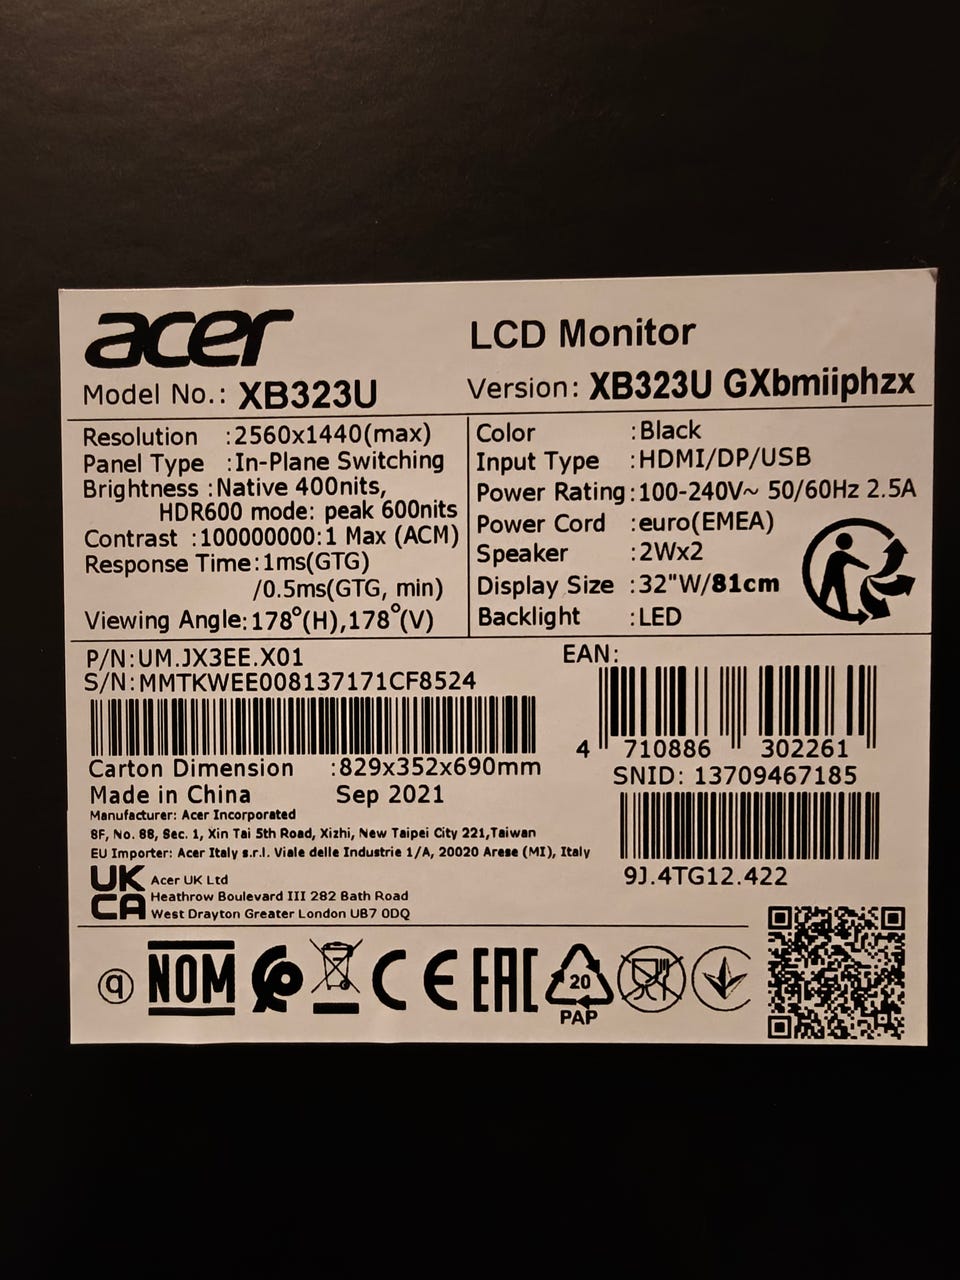 acer
LCD Monitor
Model No.: XB323U
Version: XB323U GXbmiiphzx
Resolution :2560x1440(max)
Panel Type :In-Plane Switching
Brightness :Native 400nits,
HDR600 mode: peak 600nits
Contrast :100000000:1 Max (ACM)
Response Time:1ms(GTG)
/0.5ms(GTG, min)
Viewing Angle:178°(H),178°(V)
Color :Black
Input Type :HDMI/DP/USB
Power Rating:100-240V~ 50/60Hz 2.5A
Power Cord :euro(EMEA)
Speaker :2Wx2
Display Size :32"W/81cm
Backlight :LED
P/N:UM.JX3EE.X01
S/N:MMTKWEE008137171CF8524
EAN:
4 710886 302261
Carton Dimension :829x352x690mm
Made in China Sep 2021
SNID: 13709467185
9J.4TG12.422
Manufacturer: Acer Incorporated
8F, No. 88, Sec. 1, Xin Tai 5th Road, Xizhi, New Taipei City 221,Taiwan
EU Importer: Acer Italy s.r.l. Viale delle Industrie 1/A, 20020 Arese (MI), Italy
UK
CA
Acer UK Ltd
Heathrow Boulevard III 282 Bath Road
West Drayton Greater London UB7 0DQ
q NOM CE EAC 20
PAP